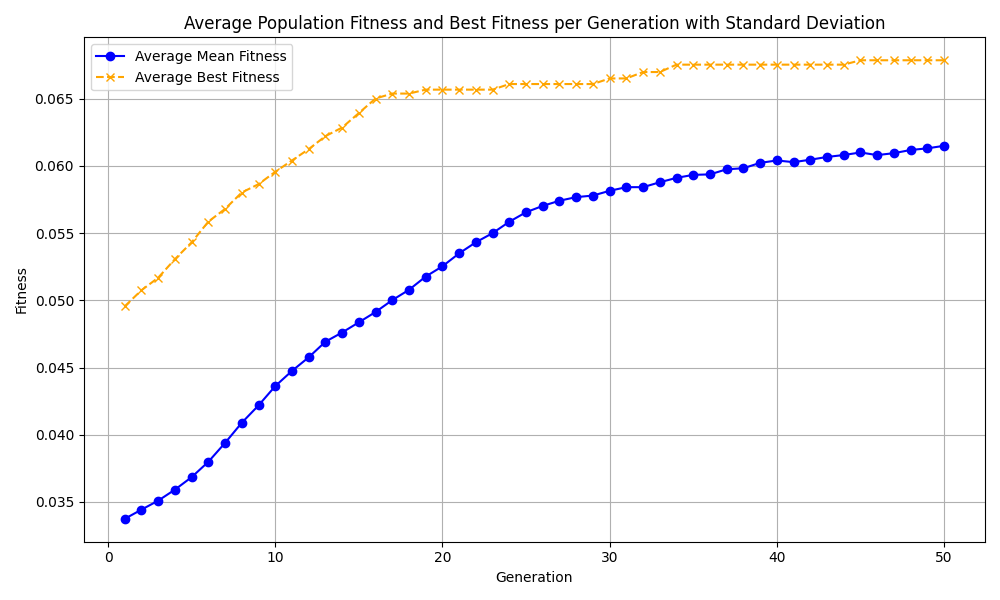 Average Population Fitness and Best Fitness per Generation with Standard Deviation
Average Mean Fitness
Average Best Fitness
Fitness
0.065
0.060
0.055
0.050
0.045
0.040
0.035
0 10 20 30 40 50
Generation